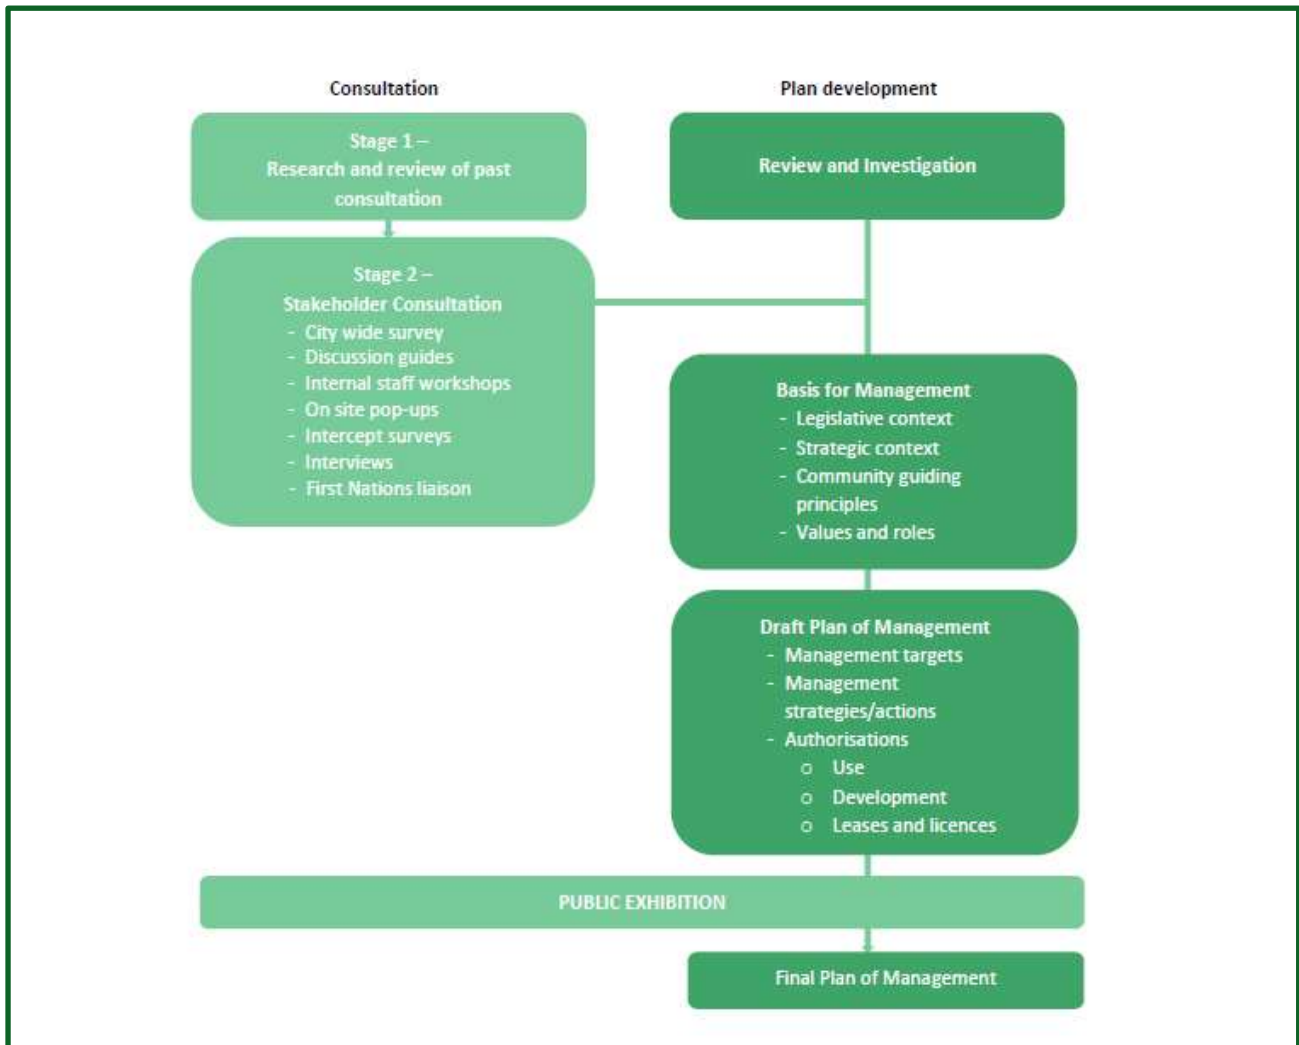 Consultation
Plan development
Stage 1 –
Research and review of past
consultation
Review and Investigation
Stage 2 –
Stakeholder Consultation
- City wide survey
- Discussion guides
- Internal staff workshops
- On site pop-ups
- Intercept surveys
- Interviews
- First Nations liaison
Basis for Management
- Legislative context
- Strategic context
- Community guiding
principles
- Values and roles
Draft Plan of Management
- Management targets
- Management
strategies/actions
- Authorisations
o Use
o Development
o Leases and licences
PUBLIC EXHIBITION
Final Plan of Management